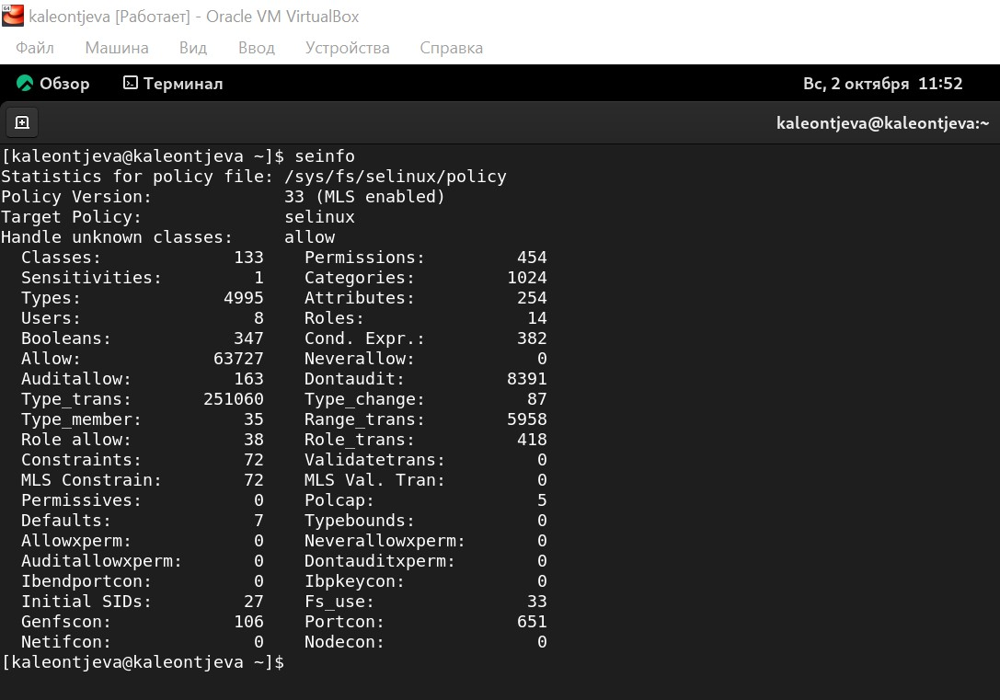 kaleontjeva [Работает] - Oracle VM VirtualBox
Файл Машина Вид Ввод Устройства Справка
Обзор Терминал Вс, 2 октября 11:52
kaleontjeva@kaleontjeva:~
[kaleontjeva@kaleontjeva ~]$ seinfo
Statistics for policy file: /sys/fs/selinux/policy
Policy Version: 33 (MLS enabled)
Target Policy: selinux
Handle unknown classes: allow
Classes: 133 Permissions: 454
Sensitivities: 1 Categories: 1024
Types: 4995 Attributes: 254
Users: 8 Roles: 14
Booleans: 347 Cond. Expr.: 382
Allow: 63727 Neverallow: 0
Auditallow: 163 Dontaudit: 8391
Type_trans: 251060 Type_change: 87
Type_member: 35 Range_trans: 5958
Role allow: 38 Role_trans: 418
Constraints: 72 Validatetrans: 0
MLS Constrain: 72 MLS Val. Tran: 0
Permissives: 0 Polcap: 5
Defaults: 7 Typebounds: 0
Allowxperm: 0 Neverallowxperm: 0
Auditallowxperm: 0 Dontauditxperm: 0
Ibendportcon: 0 Ibpkeycon: 0
Initial SIDs: 27 Fs_use: 33
Genfscon: 106 Portcon: 651
Netifcon: 0 Nodecon: 0
[kaleontjeva@kaleontjeva ~]$